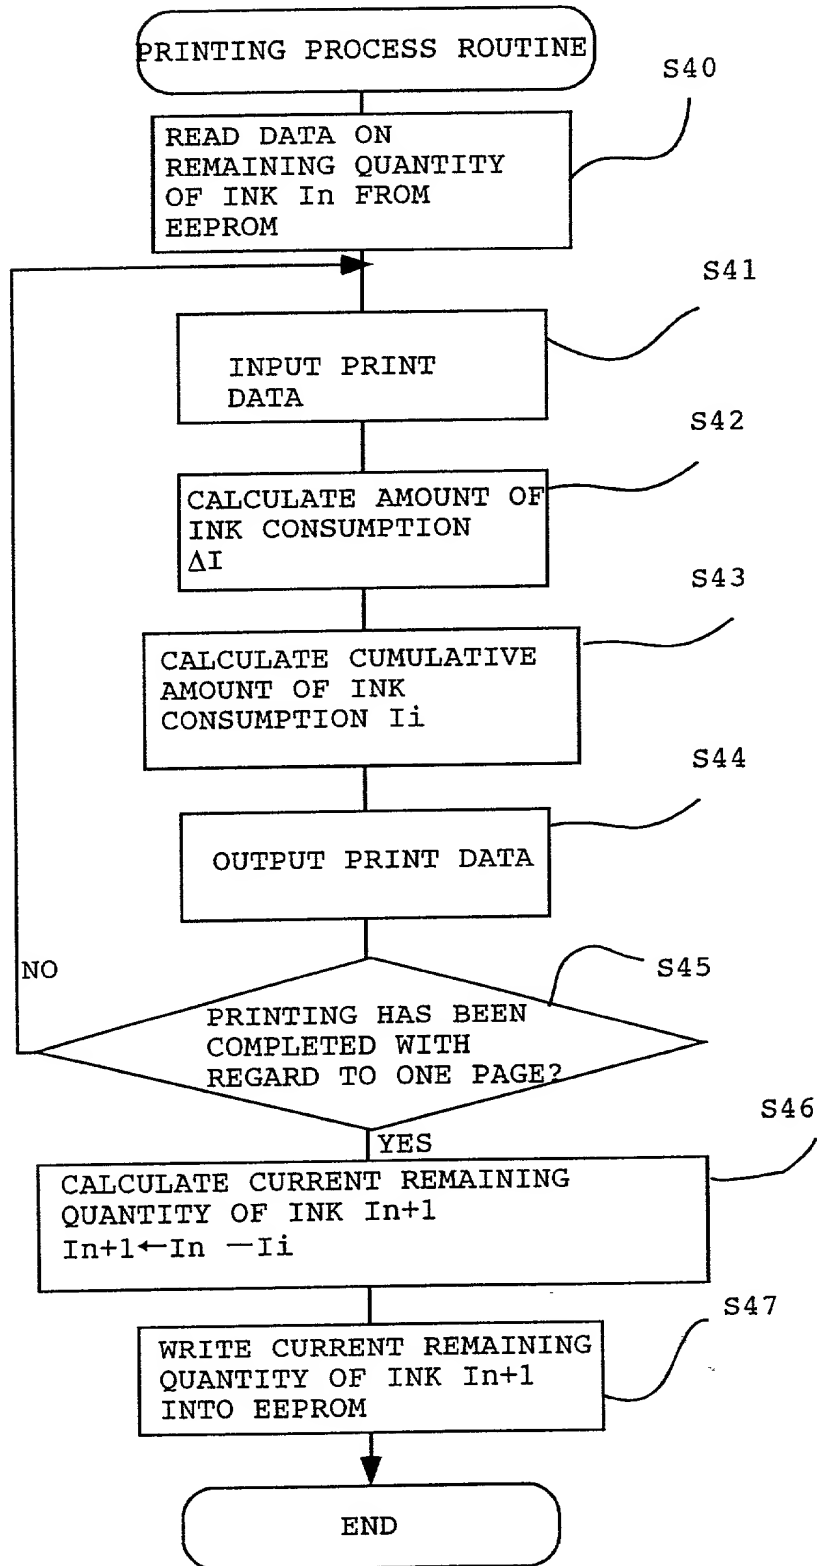 PRINTING PROCESS ROUTINE
S40
READ DATA ON
REMAINING QUANTITY
OF INK In FROM
EEPROM
S41
INPUT PRINT
DATA
S42
CALCULATE AMOUNT OF
INK CONSUMPTION
ΔI
S43
CALCULATE CUMULATIVE
AMOUNT OF INK
CONSUMPTION Ii
S44
OUTPUT PRINT DATA
NO
S45
PRINTING HAS BEEN
COMPLETED WITH
REGARD TO ONE PAGE?
YES
S46
CALCULATE CURRENT REMAINING
QUANTITY OF INK In+1
In+1←In —Ii
S47
WRITE CURRENT REMAINING
QUANTITY OF INK In+1
INTO EEPROM
END